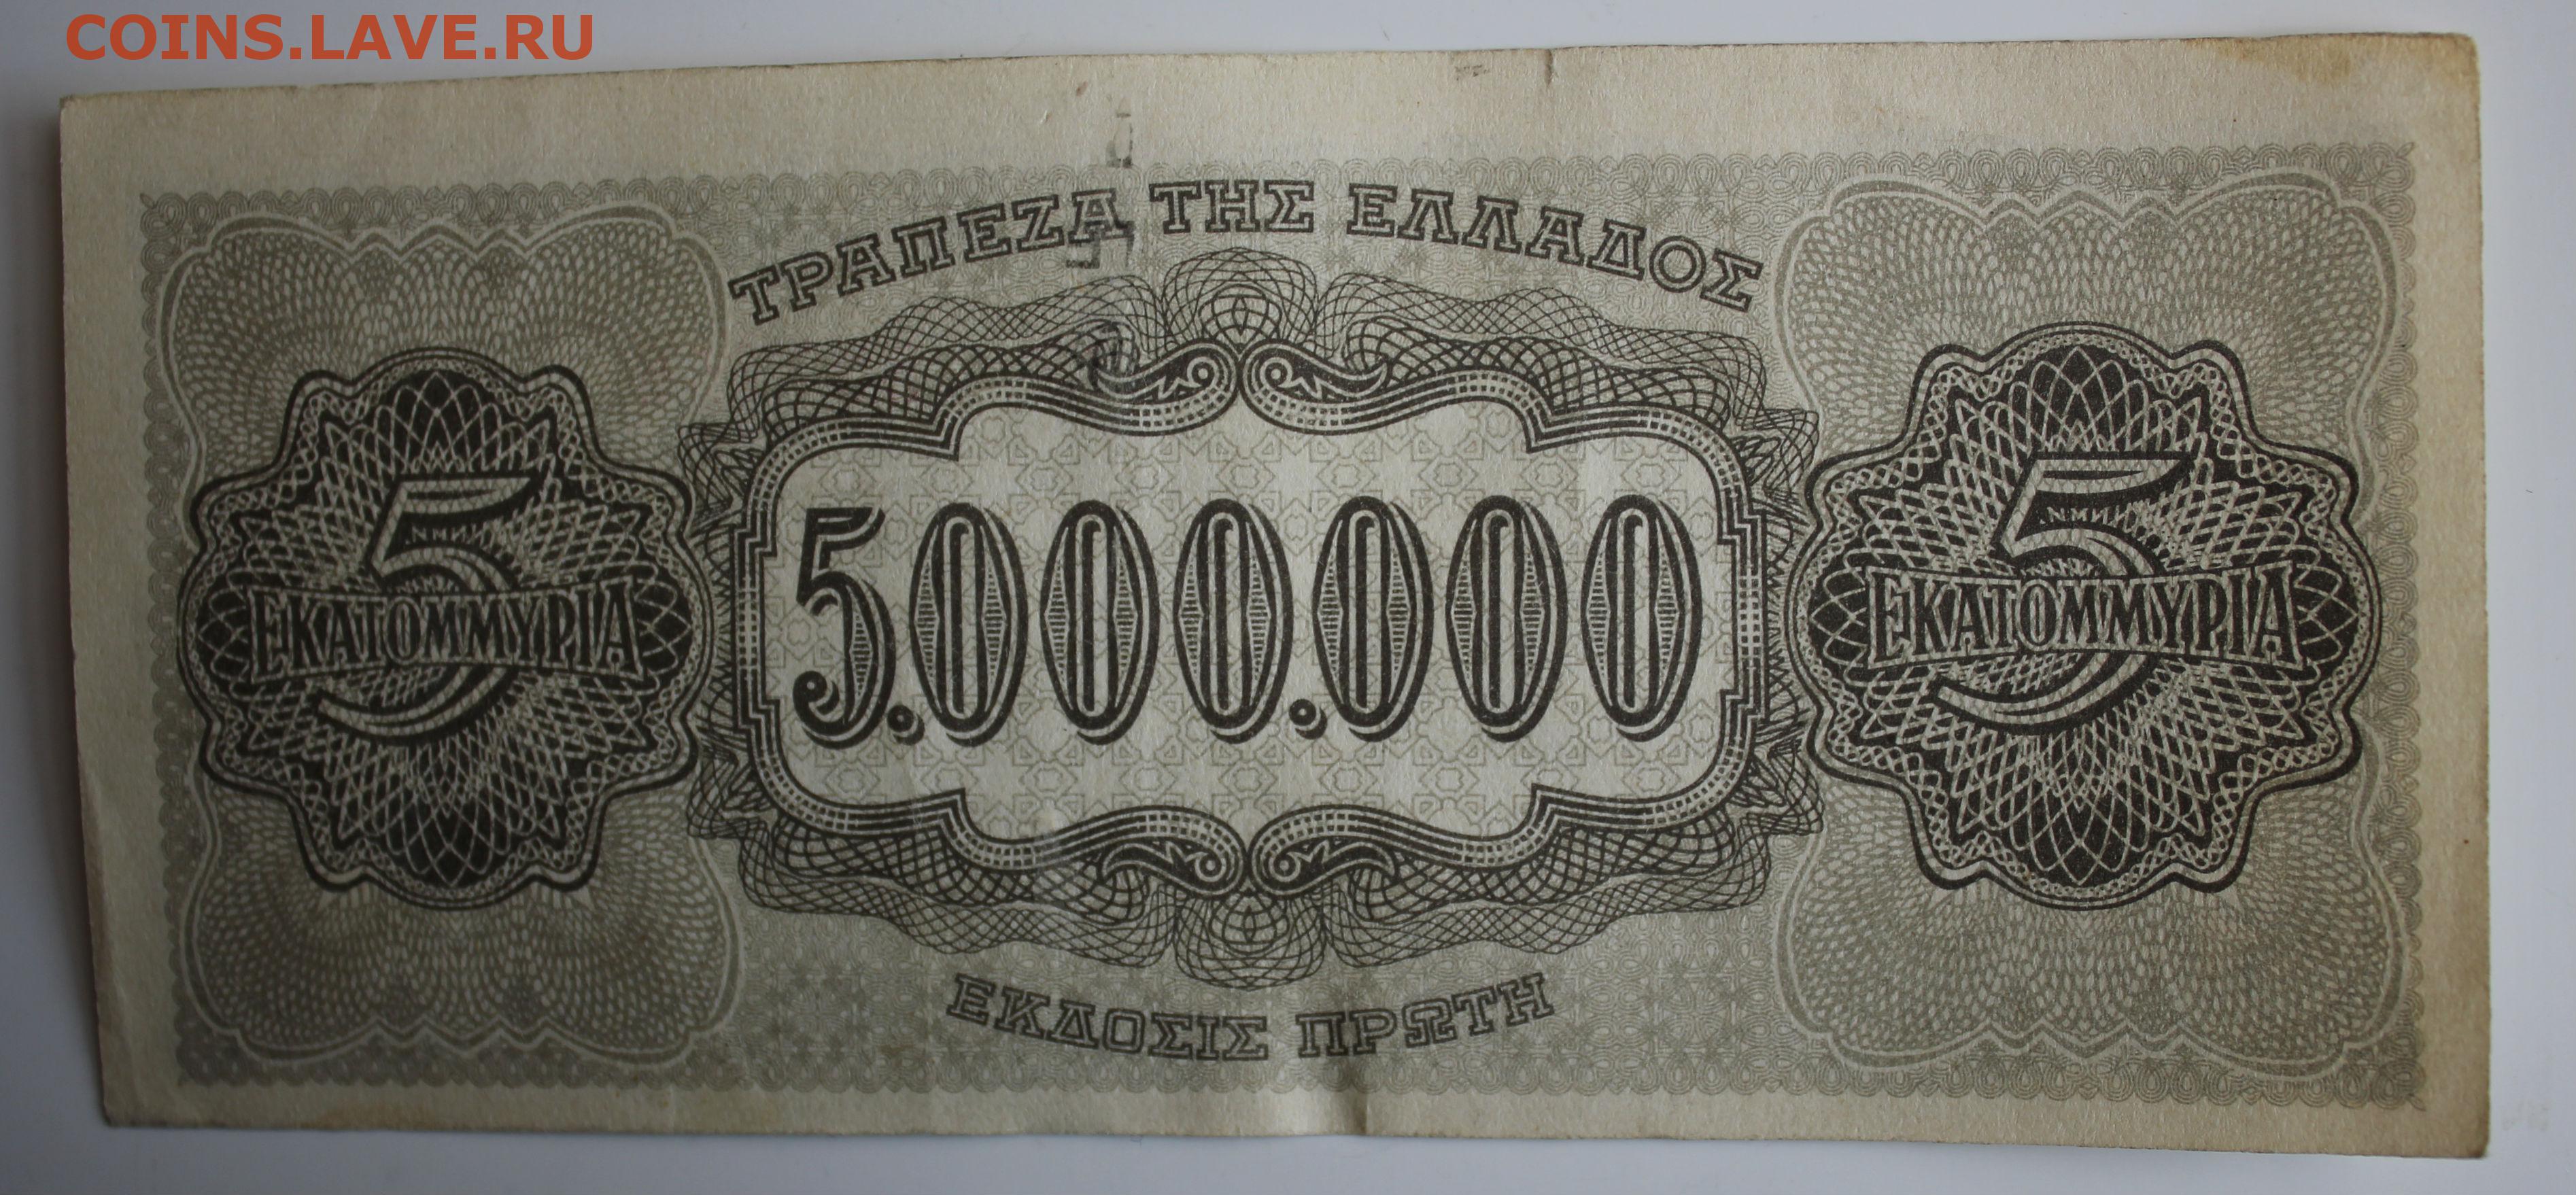 COINS.LAVE.RU
ΤΡΑΠΕΖΑ ΤΗΣ ΕΛΛΑΔΟΣ
5 ΕΚΑΤΟΜΜΥΡΙΑ
5.000.000
5 ΕΚΑΤΟΜΜΥΡΙΑ
ΕΚΔΟΣΙΣ ΠΡΩΤΗ